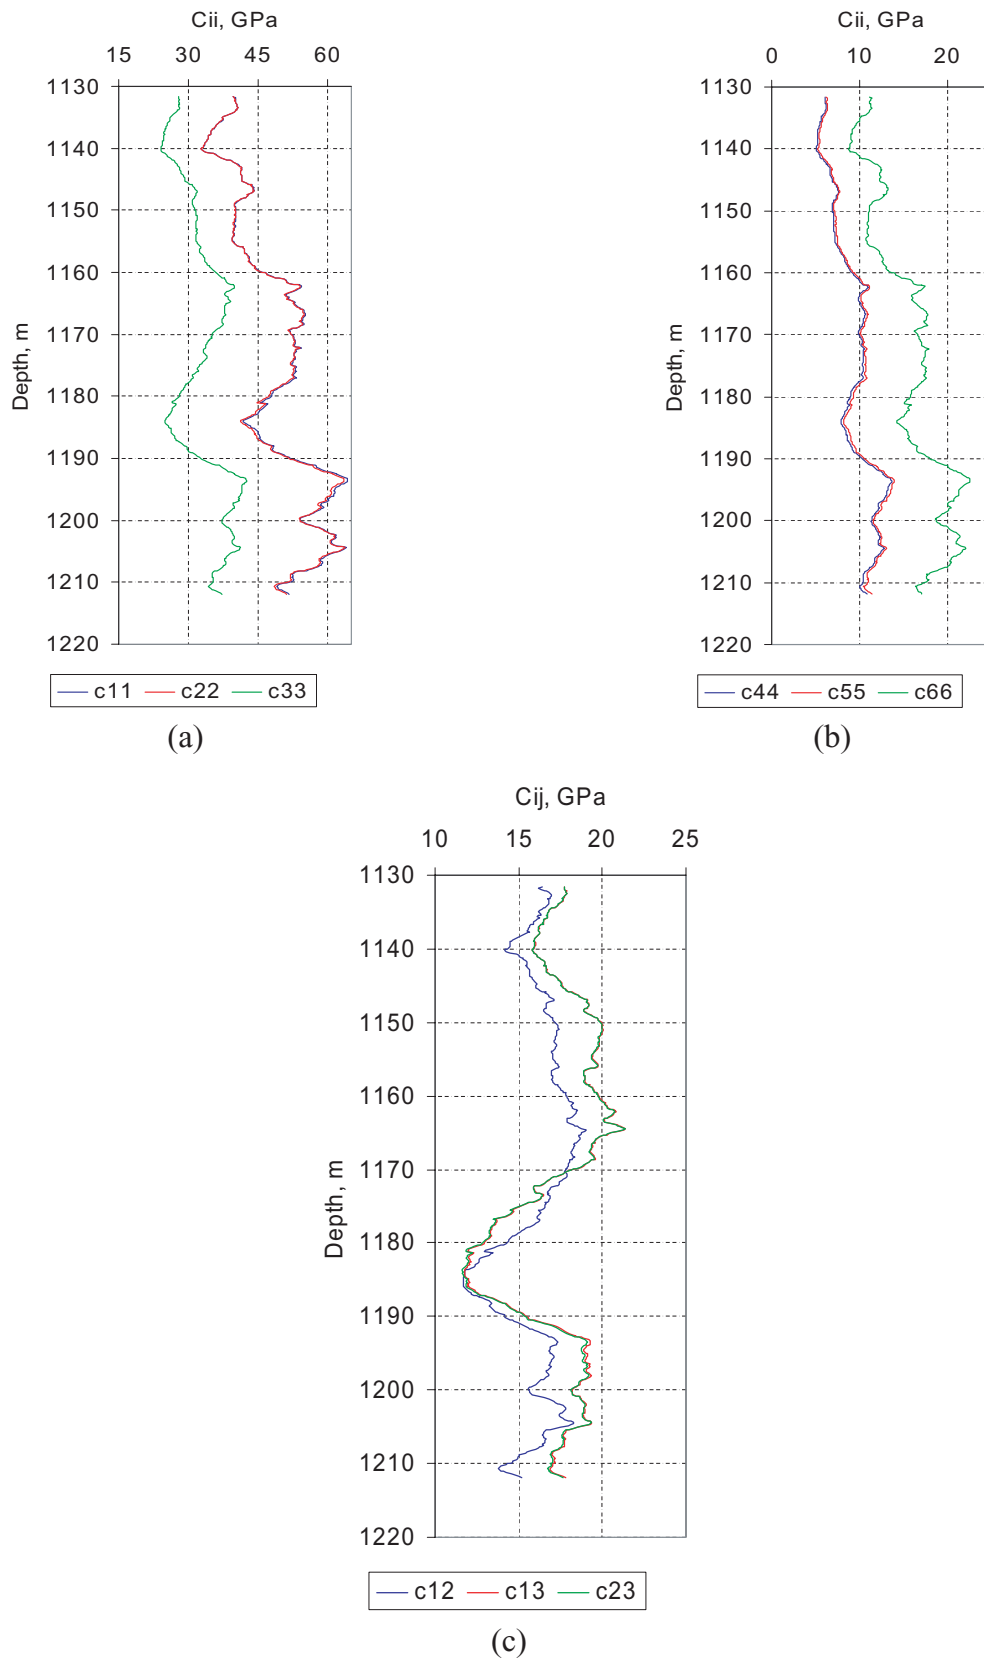 Cii, GPa
15 30 45 60
1130
1140
1150
1160
1170
1180
1190
1200
1210
1220
Depth, m
c11 c22 c33
(a)
Cii, GPa
0 10 20
1130
1140
1150
1160
1170
1180
1190
1200
1210
1220
Depth, m
c44 c55 c66
(b)
Cij, GPa
10 15 20 25
1130
1140
1150
1160
1170
1180
1190
1200
1210
1220
Depth, m
c12 c13 c23
(c)